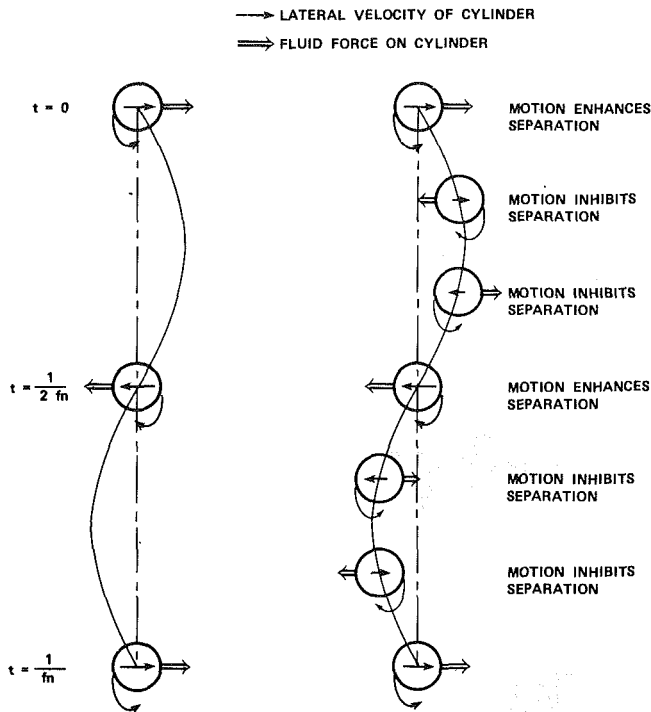 LATERAL VELOCITY OF CYLINDER
FLUID FORCE ON CYLINDER
t = 0
MOTION ENHANCES
SEPARATION
MOTION INHIBITS
SEPARATION
MOTION INHIBITS
SEPARATION
t = 1
2 fn
MOTION ENHANCES
SEPARATION
MOTION INHIBITS
SEPARATION
MOTION INHIBITS
SEPARATION
t = 1
fn